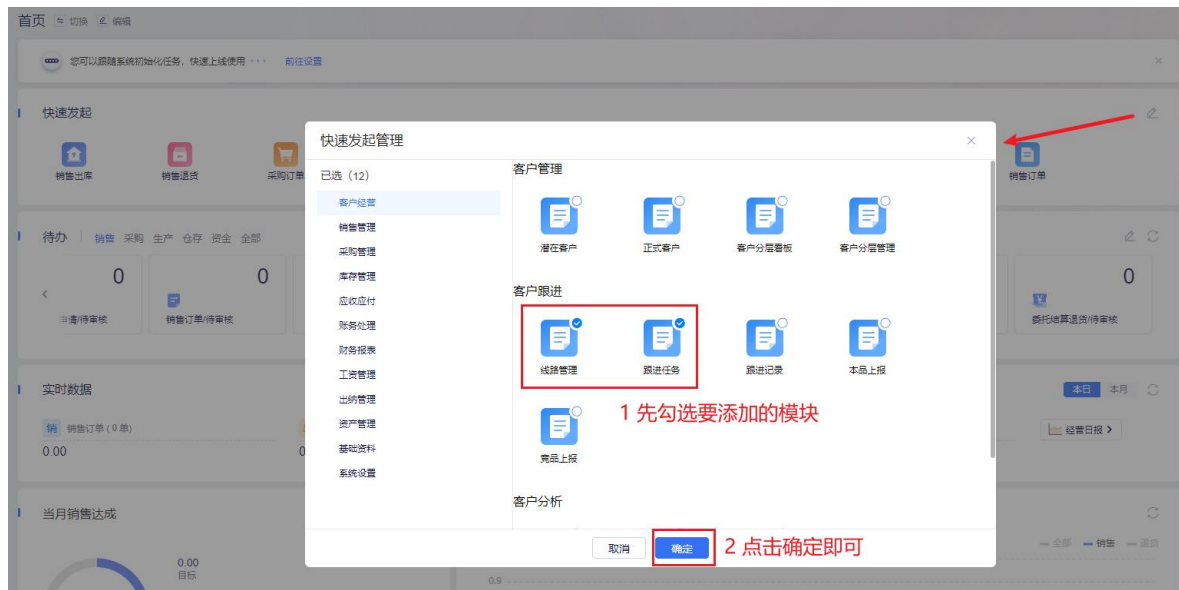 首页 切换 编辑
您可以跟随系统初始化任务，快速上线使用 ··· 前往设置
快速发起
销售出库 销售退货 采购订单 销售订单
快速发起管理
已选（12）
客户经营
销售管理
采购管理
库存管理
应收应付
账务处理
财务报表
工资管理
出纳管理
资产管理
基础资料
系统设置
客户管理
潜在客户 正式客户 客户分层看板 客户分层管理
客户跟进
线路管理 跟进任务 跟进记录 本品上报
1 先勾选要添加的模块
竞品上报
客户分析
取消 确定 2 点击确定即可
待办 销售 采购 生产 仓存 资金 全部
0 0 0
销售订单/待审核 委托结算退货/待审核
实时数据 本日 本月
销 销售订单 ( 0 单)
0.00
经营日报
当月销售达成
全部 销售 退货
0.00
目标
0.9